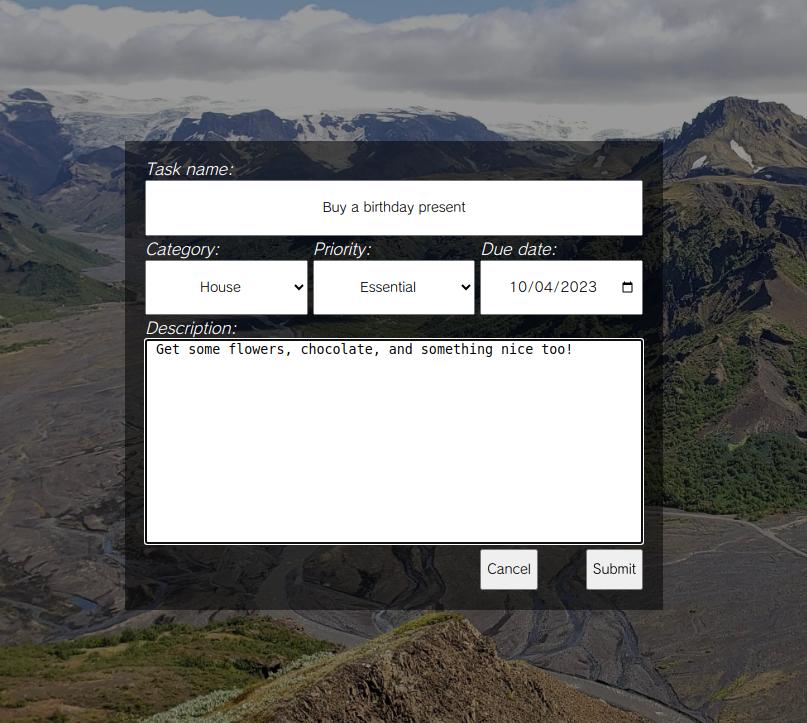 Task name:
Buy a birthday present
Category: Priority: Due date:
House Essential 10/04/2023
Description:
Get some flowers, chocolate, and something nice too!
Cancel Submit